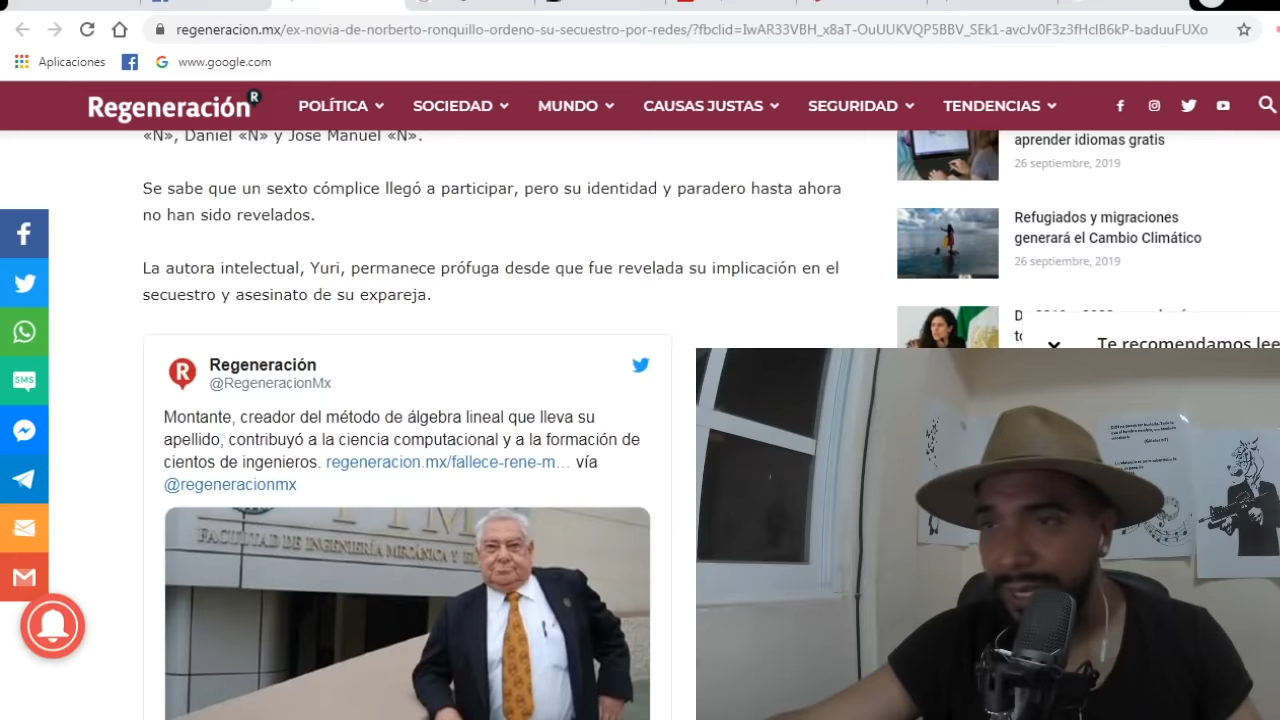 regeneracion.mx/ex-novia-de-norberto-ronquillo-ordeno-su-secuestro-por-redes/?fbclid=IwAR33VBH_x8aT-OuUUKVQP5BBV_SEk1-avcJv0F3z3fHclB6kP-baduuFUXo
Aplicaciones
www.google.com
Regeneración R
POLÍTICA SOCIEDAD MUNDO CAUSAS JUSTAS SEGURIDAD TENDENCIAS
«N», Daniel «N» y José Manuel «N».
Se sabe que un sexto cómplice llegó a participar, pero su identidad y paradero hasta ahora
no han sido revelados.
La autora intelectual, Yuri, permanece prófuga desde que fue revelada su implicación en el
secuestro y asesinato de su expareja.
SMS
R
Regeneración
@RegeneracionMx
Montante, creador del método de álgebra lineal que lleva su
apellido, contribuyó a la ciencia computacional y a la formación de
cientos de ingenieros. regeneracion.mx/fallece-rene-m... vía
@regeneracionmx
FACULTAD DE INGENIERÍA MECÁNICA Y
aprender idiomas gratis
26 septiembre, 2019
Refugiados y migraciones
generará el Cambio Climático
26 septiembre, 2019
Te recomendamos lee